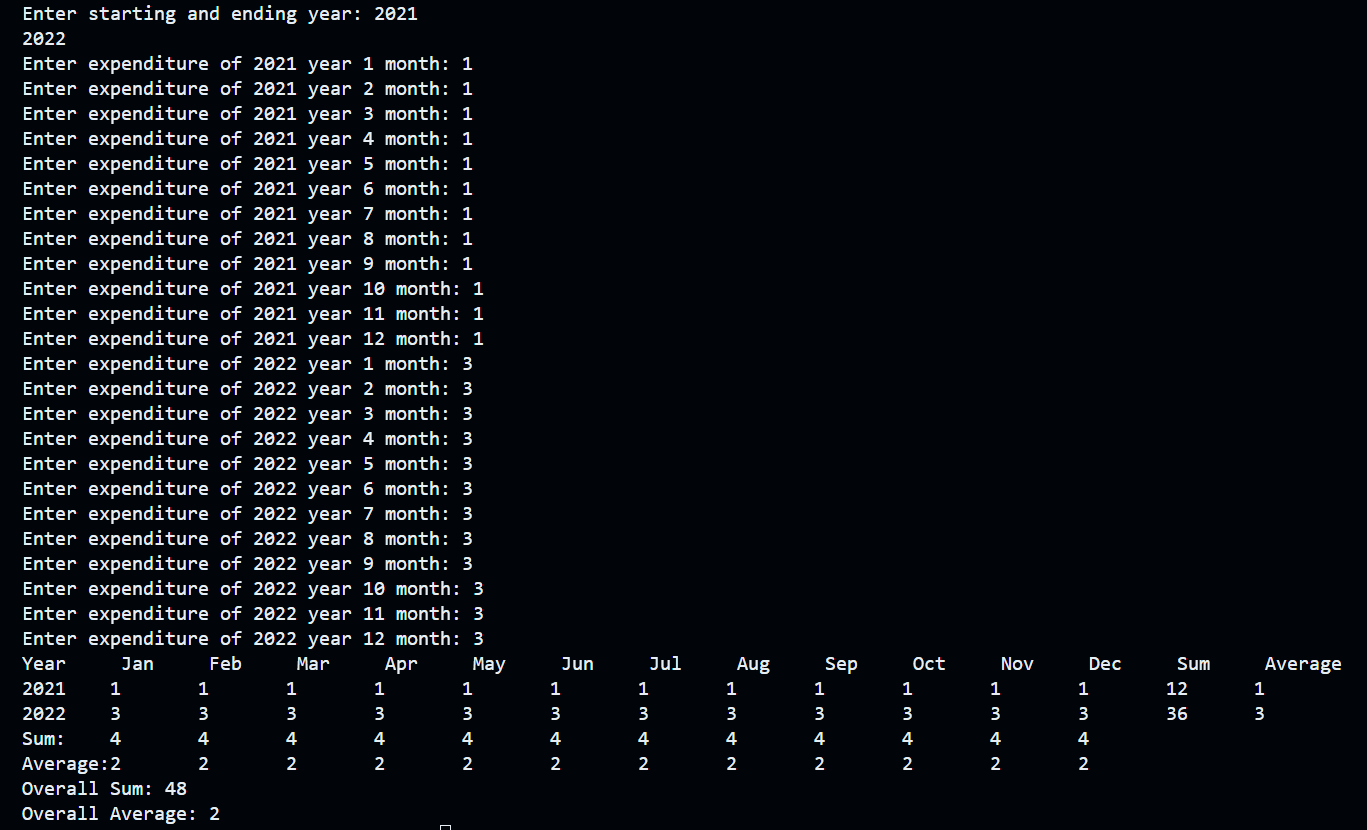 Enter starting and ending year: 2021
2022
Enter expenditure of 2021 year 1 month: 1
Enter expenditure of 2021 year 2 month: 1
Enter expenditure of 2021 year 3 month: 1
Enter expenditure of 2021 year 4 month: 1
Enter expenditure of 2021 year 5 month: 1
Enter expenditure of 2021 year 6 month: 1
Enter expenditure of 2021 year 7 month: 1
Enter expenditure of 2021 year 8 month: 1
Enter expenditure of 2021 year 9 month: 1
Enter expenditure of 2021 year 10 month: 1
Enter expenditure of 2021 year 11 month: 1
Enter expenditure of 2021 year 12 month: 1
Enter expenditure of 2022 year 1 month: 3
Enter expenditure of 2022 year 2 month: 3
Enter expenditure of 2022 year 3 month: 3
Enter expenditure of 2022 year 4 month: 3
Enter expenditure of 2022 year 5 month: 3
Enter expenditure of 2022 year 6 month: 3
Enter expenditure of 2022 year 7 month: 3
Enter expenditure of 2022 year 8 month: 3
Enter expenditure of 2022 year 9 month: 3
Enter expenditure of 2022 year 10 month: 3
Enter expenditure of 2022 year 11 month: 3
Enter expenditure of 2022 year 12 month: 3
Year Jan Feb Mar Apr May Jun Jul Aug Sep Oct Nov Dec Sum Average
2021 1 1 1 1 1 1 1 1 1 1 1 1 12 1
2022 3 3 3 3 3 3 3 3 3 3 3 3 36 3
Sum: 4 4 4 4 4 4 4 4 4 4 4 4
Average:2 2 2 2 2 2 2 2 2 2 2 2
Overall Sum: 48
Overall Average: 2